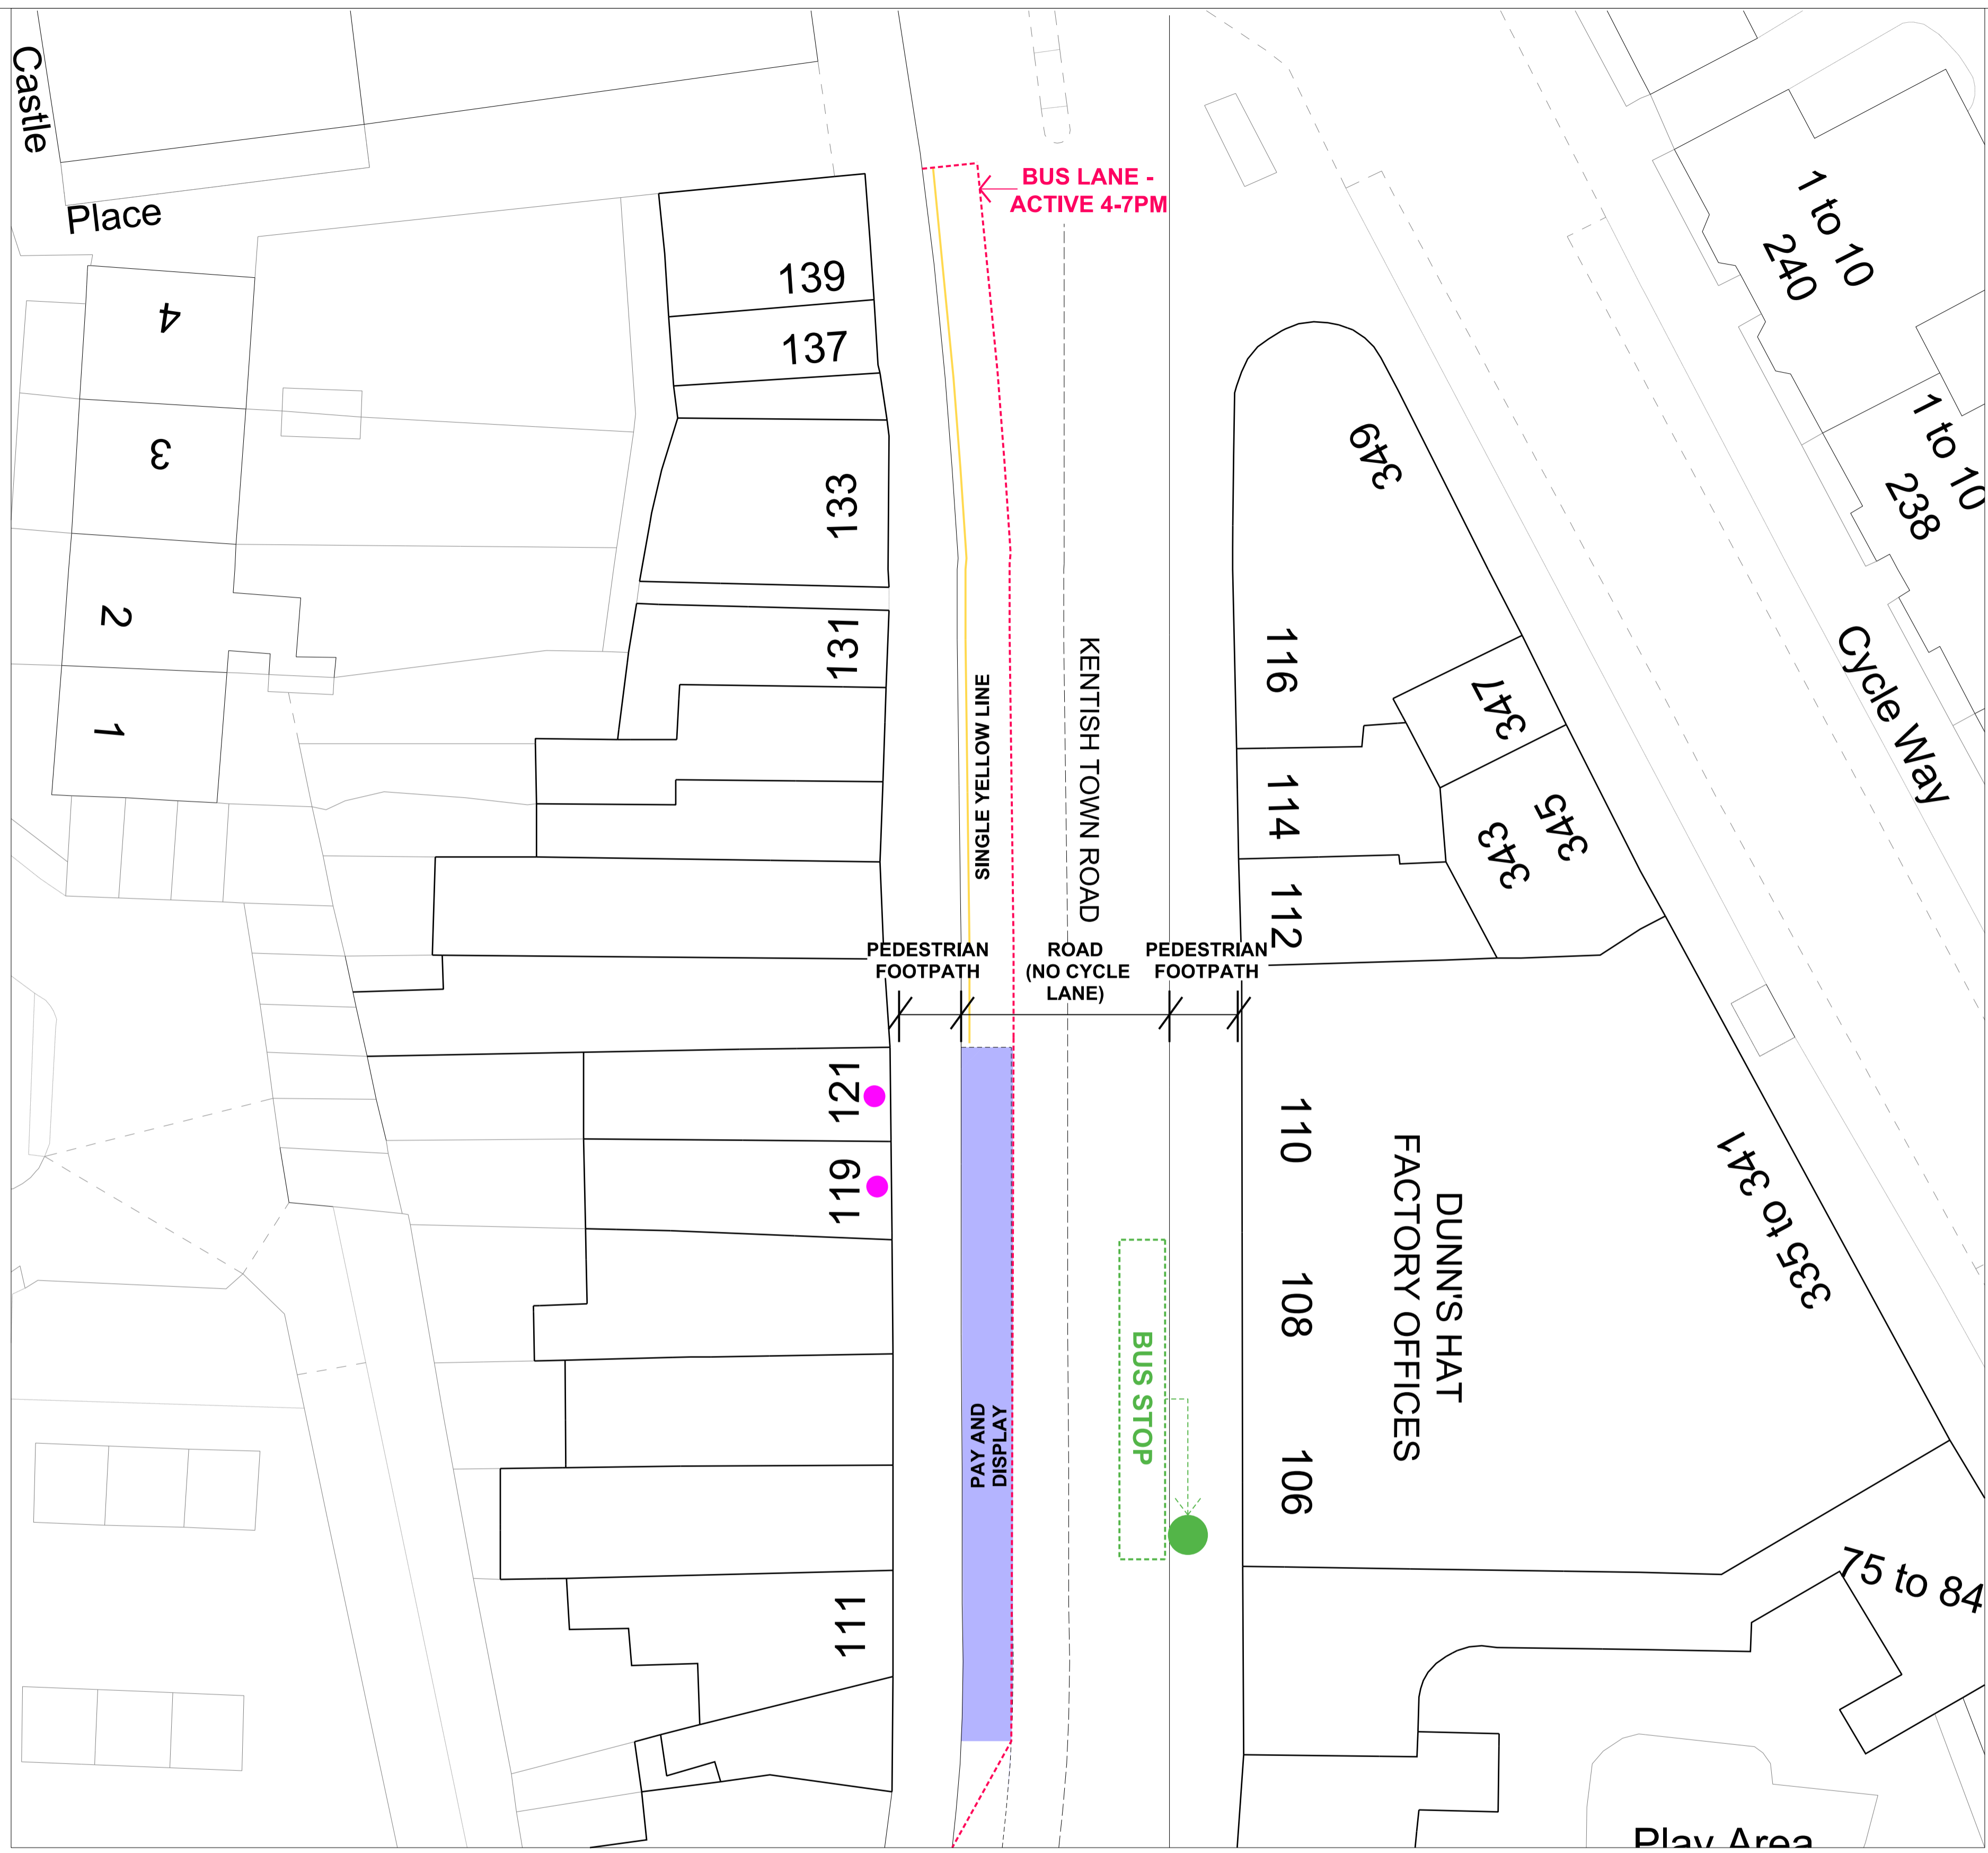 Castle
Place
BUS LANE -
ACTIVE 4-7PM
1 to 10
240
1 to 10
238
4
3
2
1
139
137
133
131
349
116
347
114
345
343
112
Cycle Way
SINGLE YELLOW LINE
KENTISH TOWN ROAD
PEDESTRIAN
FOOTPATH
ROAD
(NO CYCLE
LANE)
PEDESTRIAN
FOOTPATH
121
119
110
108
106
DUNN'S HAT
FACTORY OFFICES
335 to 341
BUS STOP
PAY AND
DISPLAY
111
75 to 84
Play Area